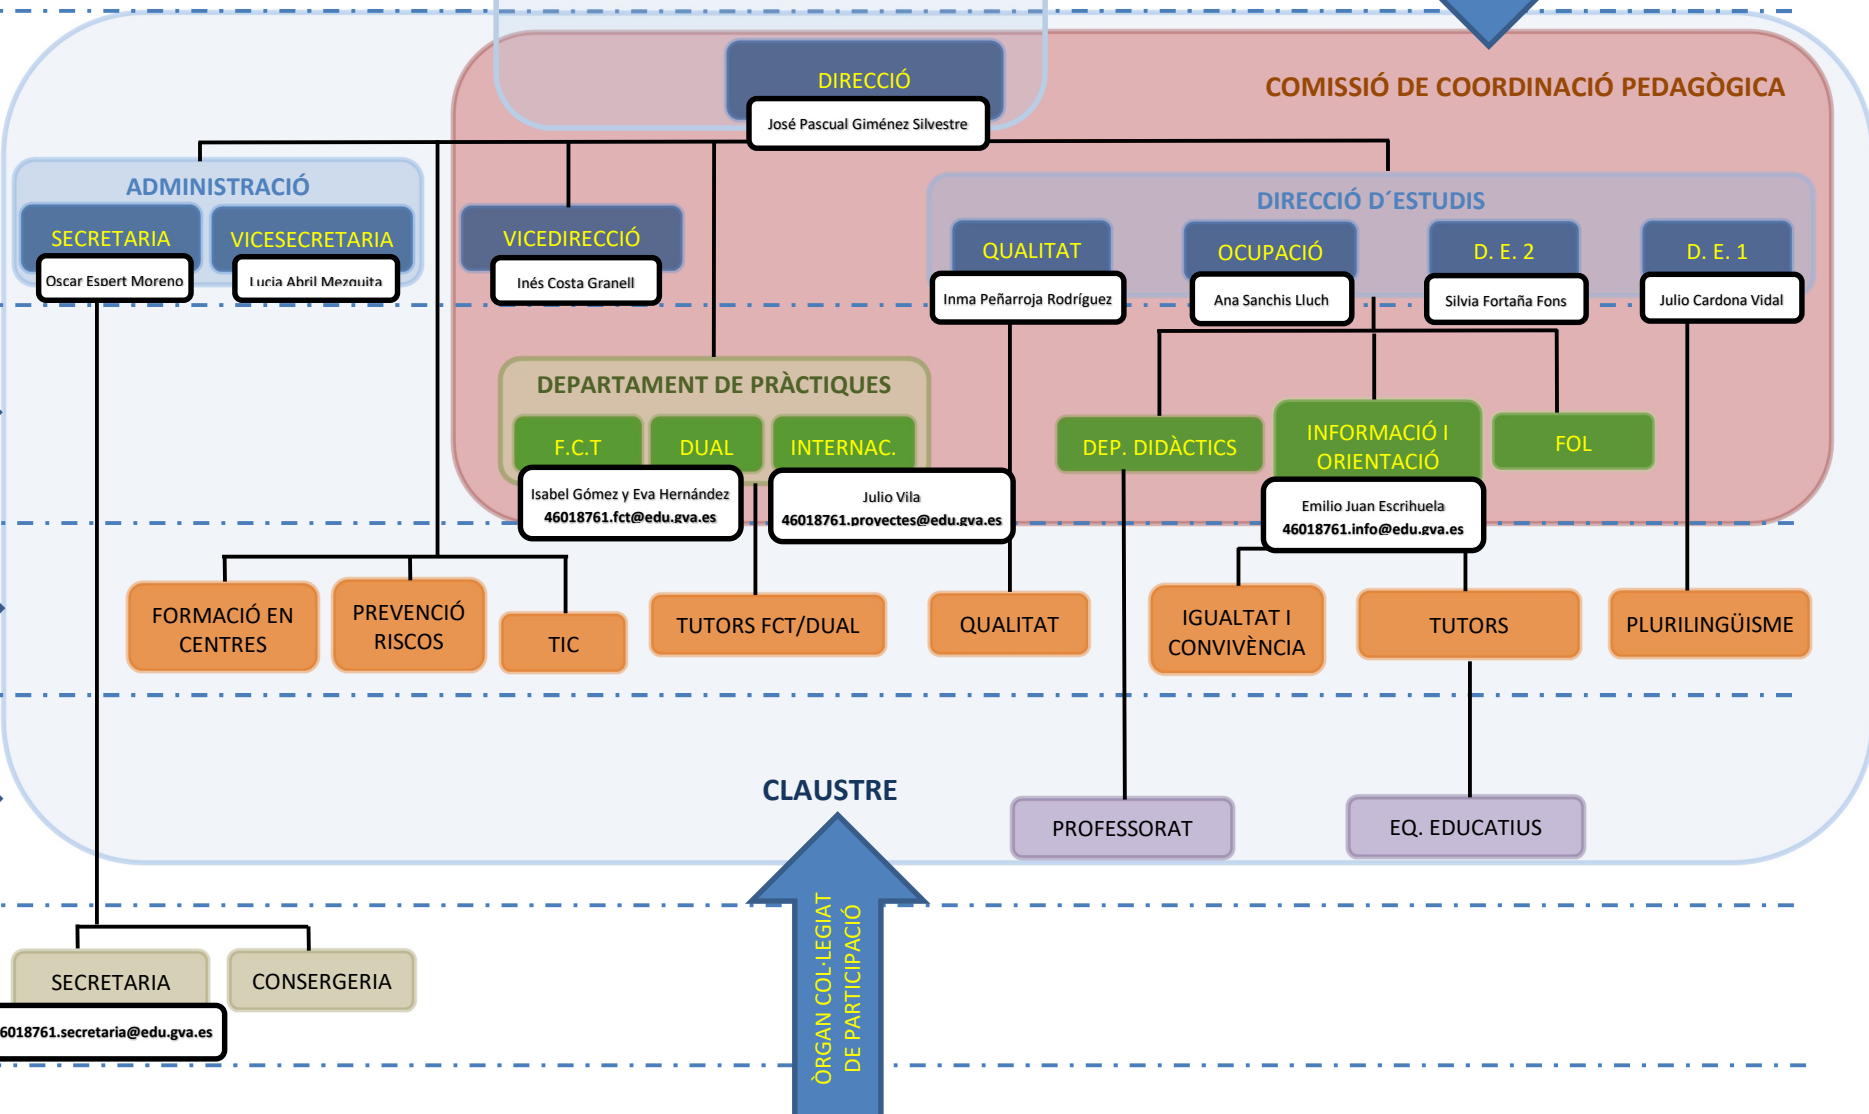 DIRECCIÓ
José Pascual Giménez Silvestre
COMISSIÓ DE COORDINACIÓ PEDAGÒGICA
ADMINISTRACIÓ
SECRETARIA
Oscar Espert Moreno
VICESECRETARIA
Lucia Abril Mezquita
VICEDIRECCIÓ
Inés Costa Granell
DIRECCIÓ D´ESTUDIS
QUALITAT
Inma Peñarroja Rodríguez
OCUPACIÓ
Ana Sanchis Lluch
D. E. 2
Silvia Fortaña Fons
D. E. 1
Julio Cardona Vidal
DEPARTAMENT DE PRÀCTIQUES
F.C.T
DUAL
INTERNAC.
Isabel Gómez y Eva Hernández
46018761.fct@edu.gva.es
Julio Vila
46018761.proyectes@edu.gva.es
DEP. DIDÀCTICS
INFORMACIÓ I
ORIENTACIÓ
Emilio Juan Escrihuela
46018761.info@edu.gva.es
FOL
FORMACIÓ EN
CENTRES
PREVENCIÓ
RISCOS
TIC
TUTORS FCT/DUAL
QUALITAT
IGUALTAT I
CONVIVÈNCIA
TUTORS
PLURILINGÜISME
CLAUSTRE
PROFESSORAT
EQ. EDUCATIUS
ÒRGAN COL·LEGIAT
DE PARTICIPACIÓ
SECRETARIA
6018761.secretaria@edu.gva.es
CONSERGERIA